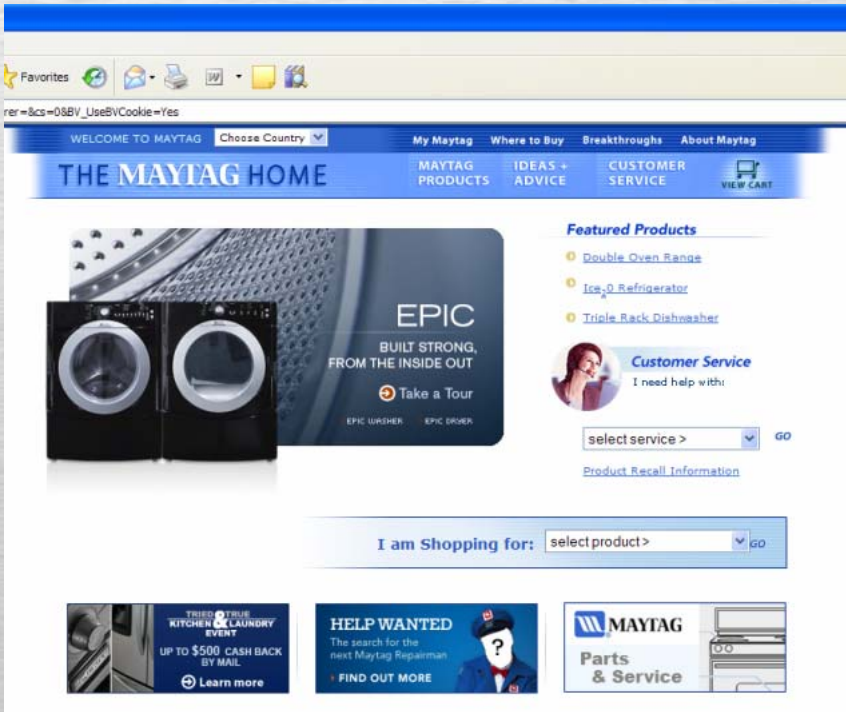 Favorites
rer=&cs=0&BV_UseBVCookie=Yes
WELCOME TO MAYTAG Choose Country My Maytag Where to Buy Breakthroughs About Maytag
THE MAYTAG HOME
MAYTAG PRODUCTS
IDEAS + ADVICE
CUSTOMER SERVICE
VIEW CART
EPIC
BUILT STRONG,
FROM THE INSIDE OUT
Take a Tour
EPIC WASHER EPIC DRYER
Featured Products
Double Oven Range
Ice2O Refrigerator
Triple Rack Dishwasher
Customer Service
I need help with:
select service > GO
Product Recall Information
I am Shopping for: select product > GO
TRIED & TRUE
KITCHEN & LAUNDRY
EVENT
UP TO $500 CASH BACK
BY MAIL
Learn more
HELP WANTED
The search for the
next Maytag Repairman
FIND OUT MORE
?
MAYTAG
Parts
& Service